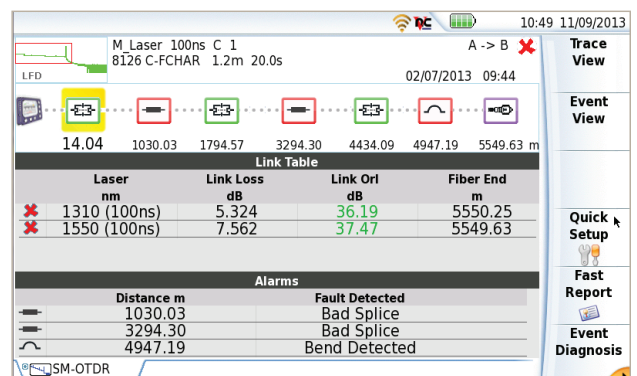 10:49 11/09/2013
M_Laser 100ns C 1
A -> B
8126 C-FCHAR 1.2m 20.0s
LFD
02/07/2013 09:44
14.04 1030.03 1794.57 3294.30 4434.09 4947.19 5549.63 m
Link Table
Laser Link Loss Link Orl Fiber End
nm dB dB m
1310 (100ns) 5.324 36.19 5550.25
1550 (100ns) 7.562 37.47 5549.63
Alarms
Distance m Fault Detected
1030.03 Bad Splice
3294.30 Bad Splice
4947.19 Bend Detected
SM-OTDR
Trace
View
Event
View
Quick
Setup
Fast
Report
Event
Diagnosis